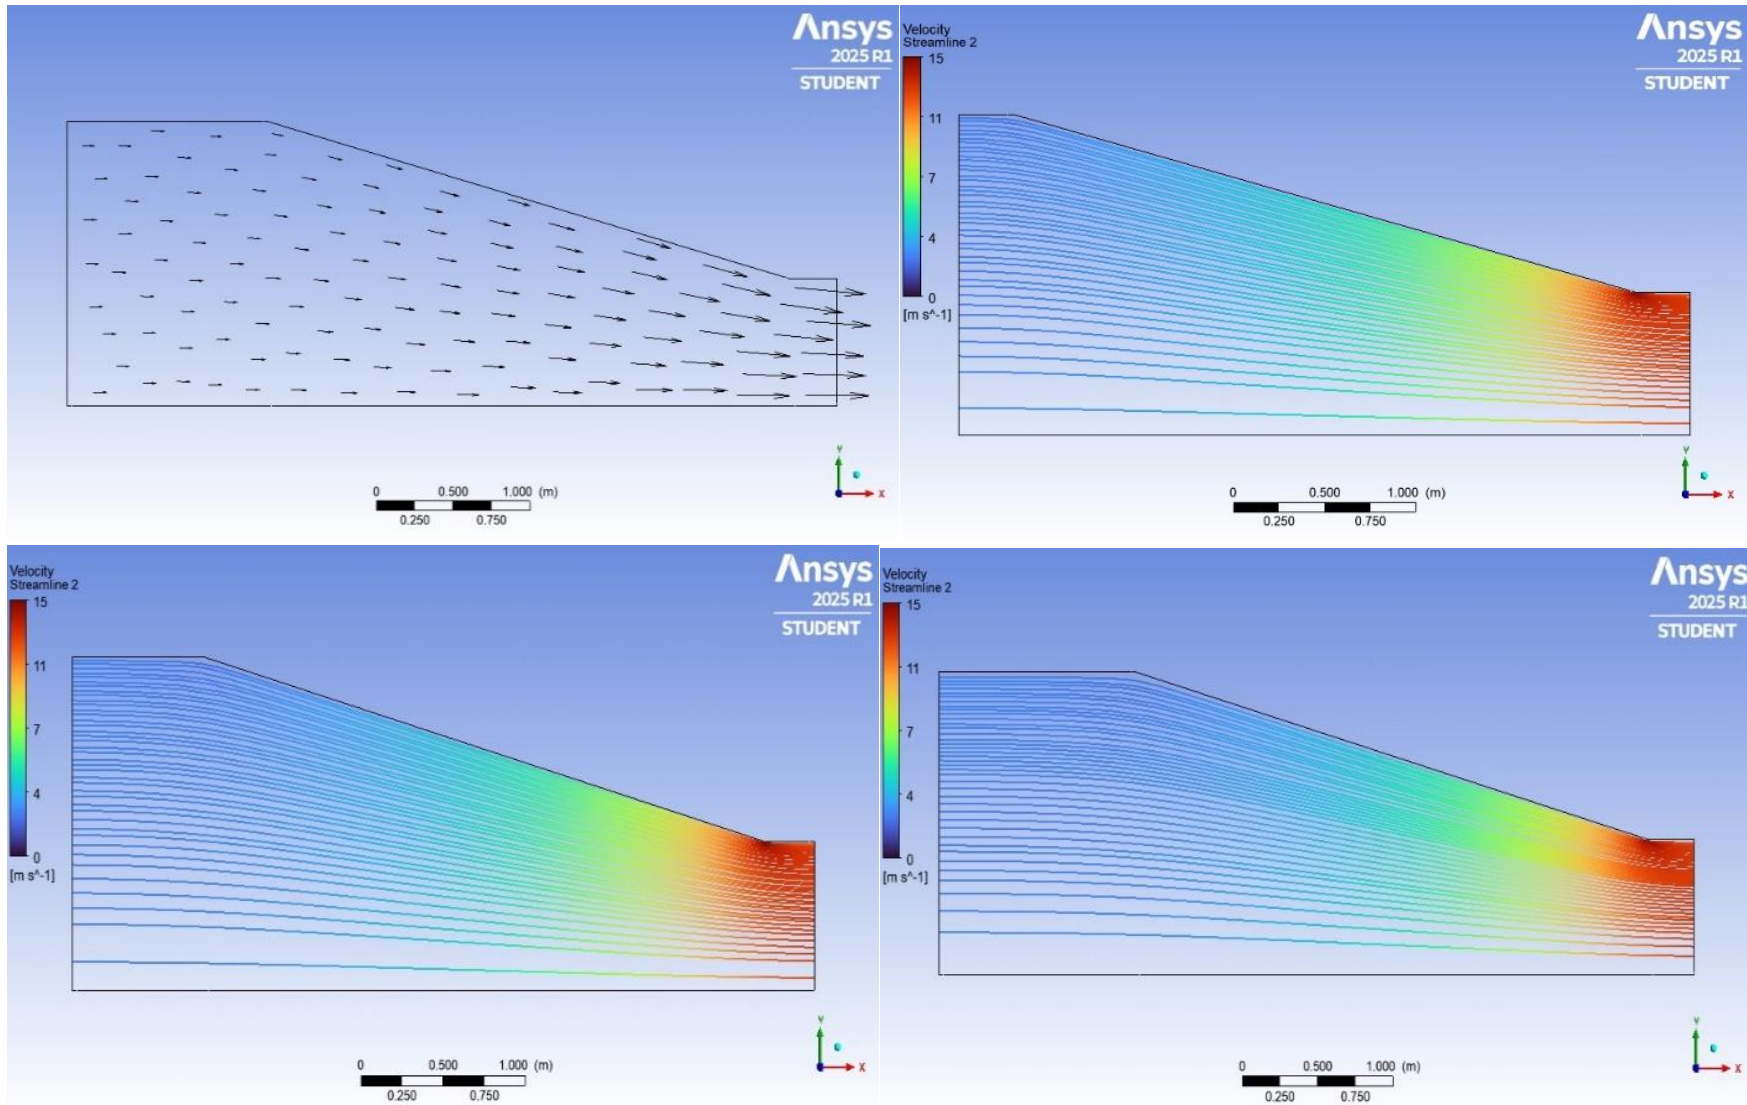 Ansys
2025 R1
STUDENT
0 0.500 1.000 (m)
0.250 0.750
Y
X
Velocity
Streamline 2
15
11
7
4
0
[m s^-1]
Ansys
2025 R1
STUDENT
0 0.500 1.000 (m)
0.250 0.750
Y
X
Velocity
Streamline 2
15
11
7
4
0
[m s^-1]
Ansys
2025 R1
STUDENT
0 0.500 1.000 (m)
0.250 0.750
Y
X
Velocity
Streamline 2
15
11
7
4
0
[m s^-1]
Ansys
2025 R1
STUDENT
0 0.500 1.000 (m)
0.250 0.750
Y
X